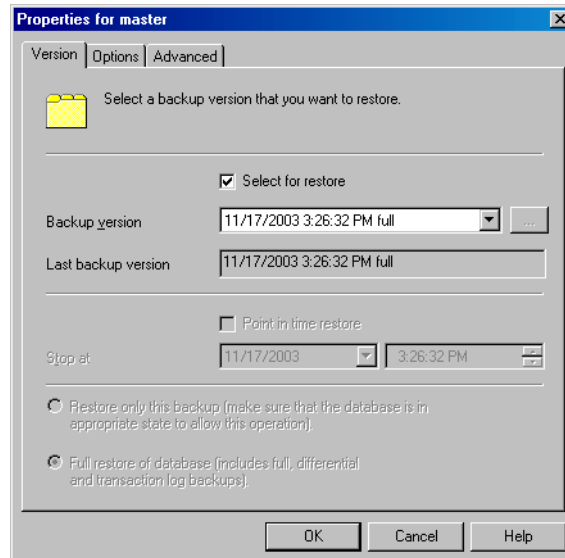 Properties for master
Version
Options
Advanced
Select a backup version that you want to restore.
Select for restore
Backup version
11/17/2003 3:26:32 PM full
...
Last backup version
11/17/2003 3:26:32 PM full
Point in time restore
Stop at
11/17/2003
3:26:32 PM
Restore only this backup (make sure that the database is in
appropriate state to allow this operation).
Full restore of database (includes full, differential
and transaction log backups).
OK
Cancel
Help